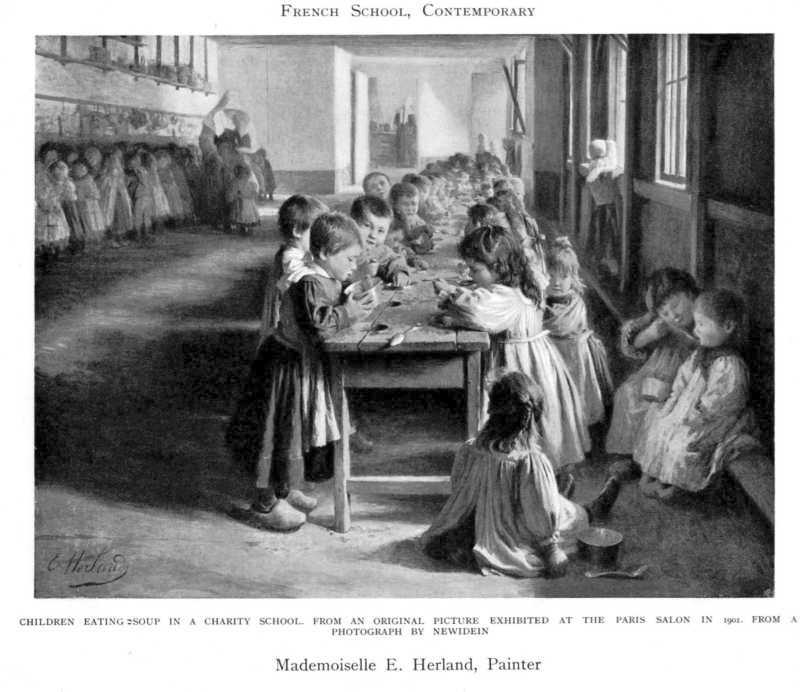 French School, Contemporary
E. Herland
CHILDREN EATING SOUP IN A CHARITY SCHOOL. FROM AN ORIGINAL PICTURE EXHIBITED AT THE PARIS SALON IN 1901. FROM A
PHOTOGRAPH BY NEWIDEIN
Mademoiselle E. Herland, Painter